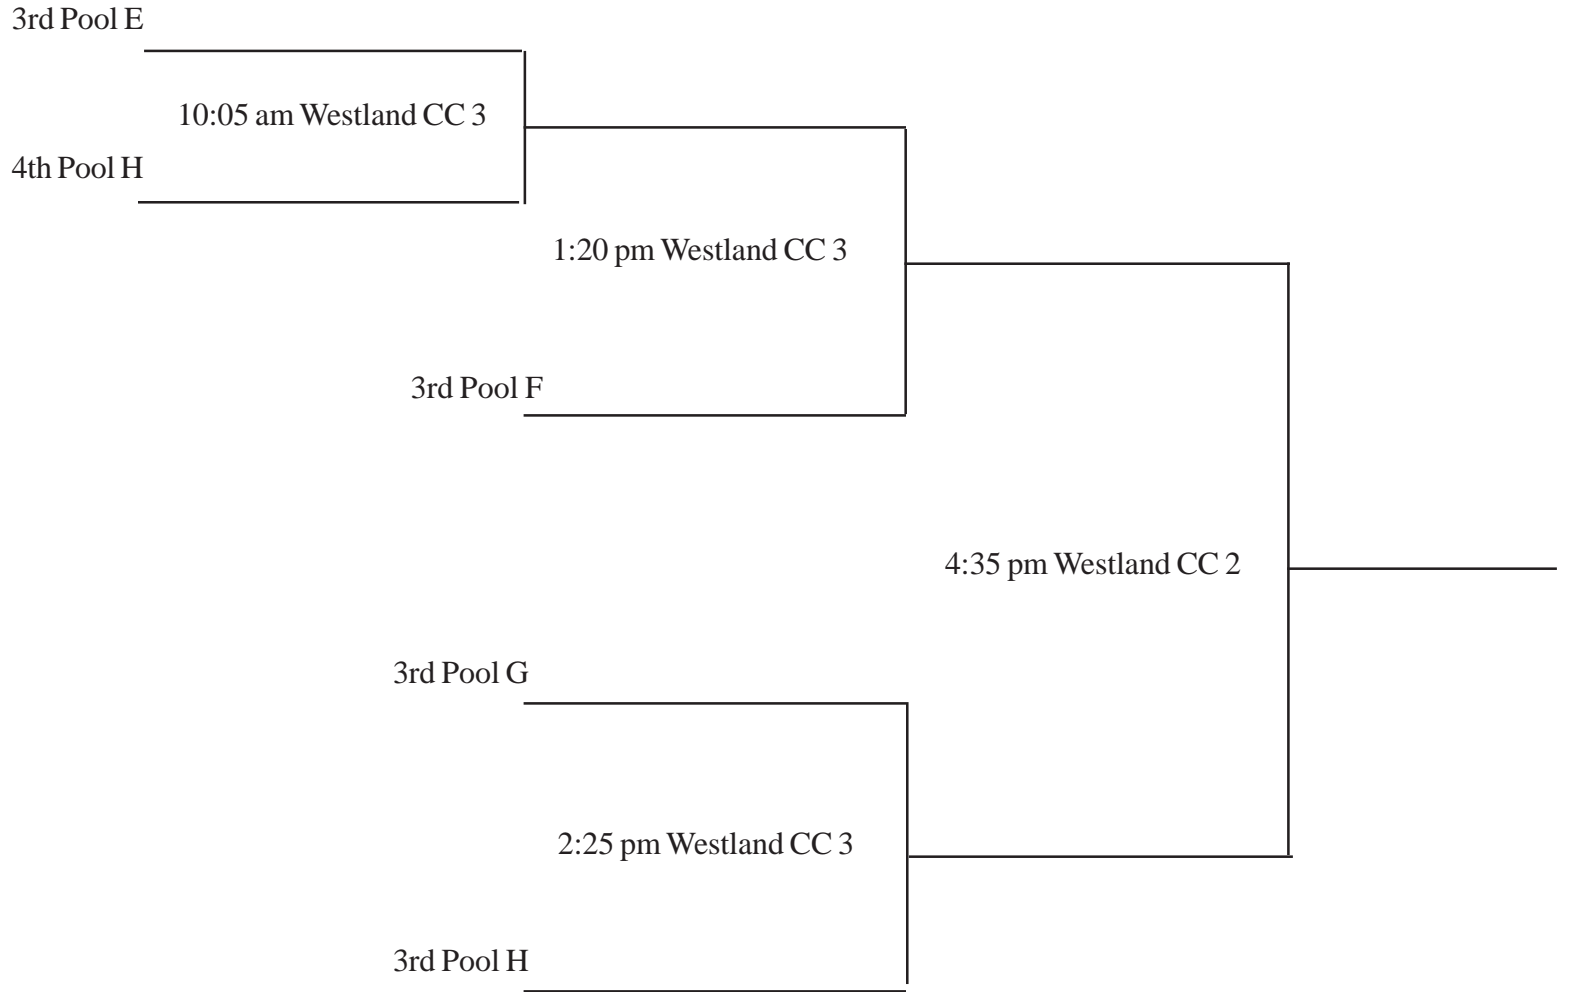 3rd Pool E
10:05 am Westland CC 3
4th Pool H
1:20 pm Westland CC 3
3rd Pool F
4:35 pm Westland CC 2
3rd Pool G
2:25 pm Westland CC 3
3rd Pool H